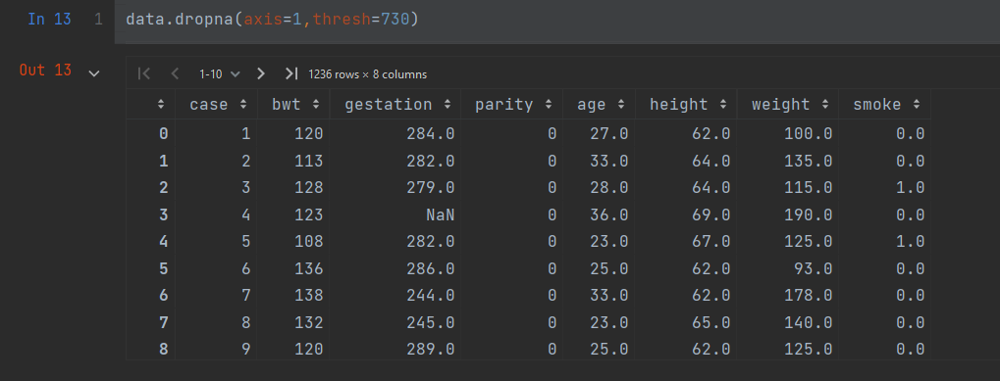 In 13 1 data.dropna(axis=1,thresh=730)
Out 13 1-10 1236 rows × 8 columns
case bwt gestation parity age height weight smoke
0 1 120 284.0 0 27.0 62.0 100.0 0.0
1 2 113 282.0 0 33.0 64.0 135.0 0.0
2 3 128 279.0 0 28.0 64.0 115.0 1.0
3 4 123 NaN 0 36.0 69.0 190.0 0.0
4 5 108 282.0 0 23.0 67.0 125.0 1.0
5 6 136 286.0 0 25.0 62.0 93.0 0.0
6 7 138 244.0 0 33.0 62.0 178.0 0.0
7 8 132 245.0 0 23.0 65.0 140.0 0.0
8 9 120 289.0 0 25.0 62.0 125.0 0.0